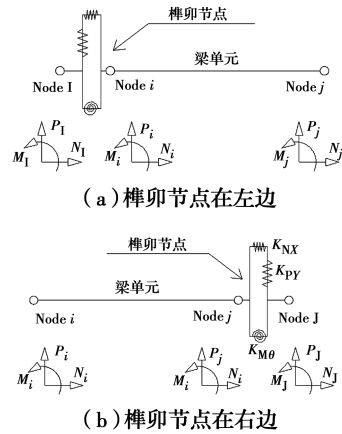 榫卯节点
梁单元
Node I Node i Node j
P_I P_i P_j
M_I N_I M_i N_i M_j N_j
(a) 榫卯节点在左边
榫卯节点 K_NX
K_PY
梁单元
Node i Node j Node J
K_Mθ
P_i P_j P_J
M_i N_i M_i N_i M_J N_J
(b) 榫卯节点在右边